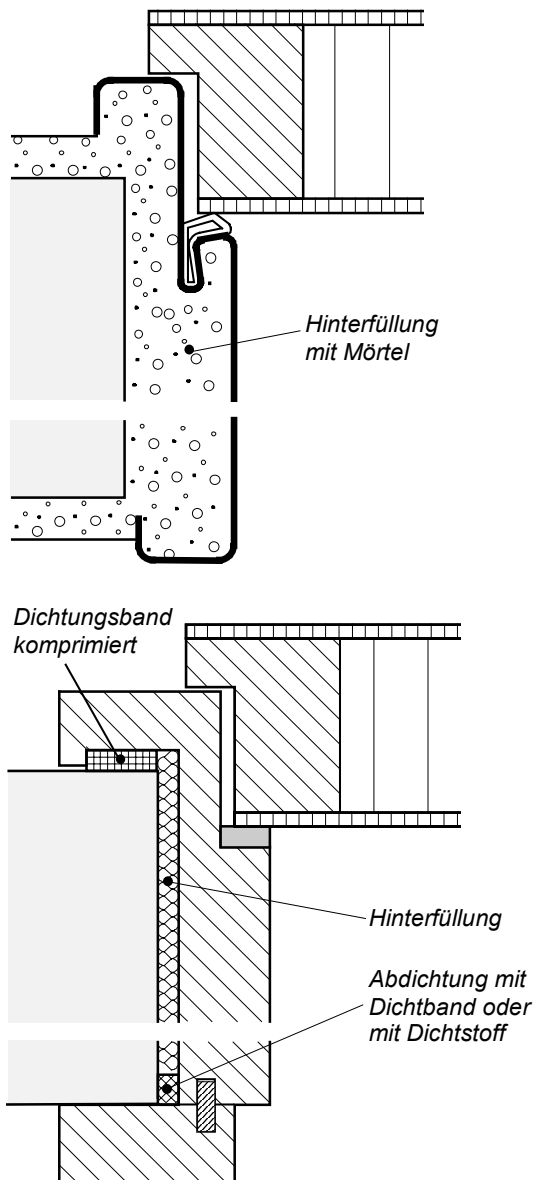 Hinterfüllung
mit Mörtel
Dichtungsband
komprimiert
Hinterfüllung
Abdichtung mit
Dichtband oder
mit Dichtstoff